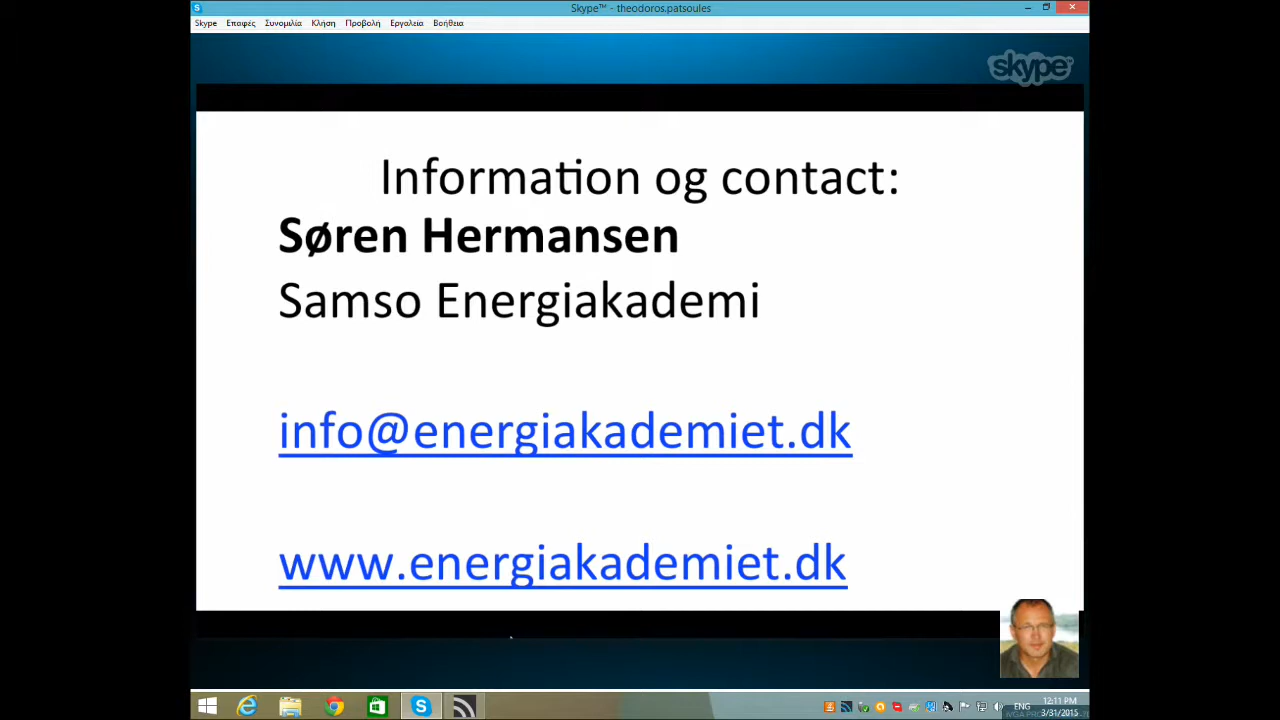 Skype™ - theodoros.patsoules
Skype Επαφές Συνομιλία Κλήση Προβολή Εργαλεία Βοήθεια
skype™
Information og contact:
Søren Hermansen
Samso Energiakademi
info@energiakademiet.dk
www.energiakademiet.dk
ENG
12:11 PM
3/31/2015